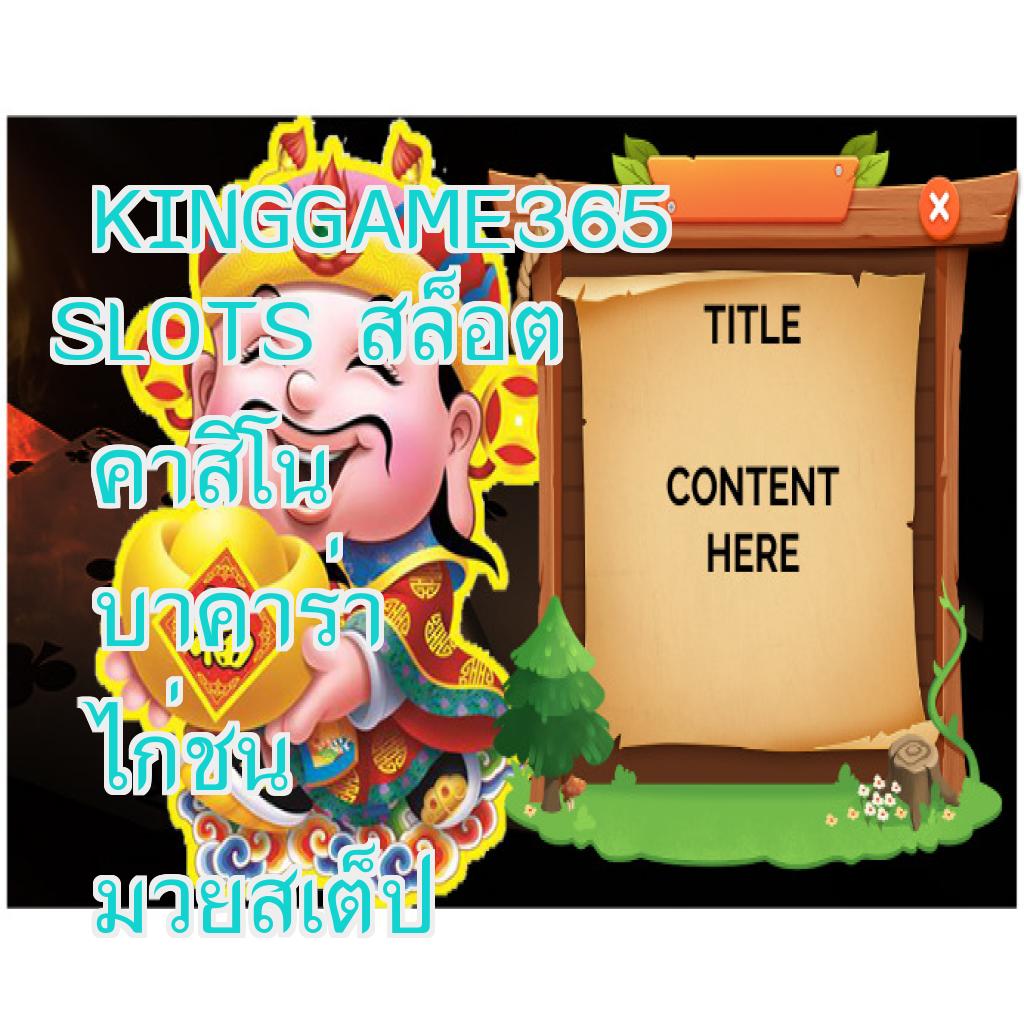 KINGGAME365
SLOTS สล็อต
คาสิโน
บาคาร่า
ไก่ชน
มวยสเต็ป
TITLE
CONTENT
HERE